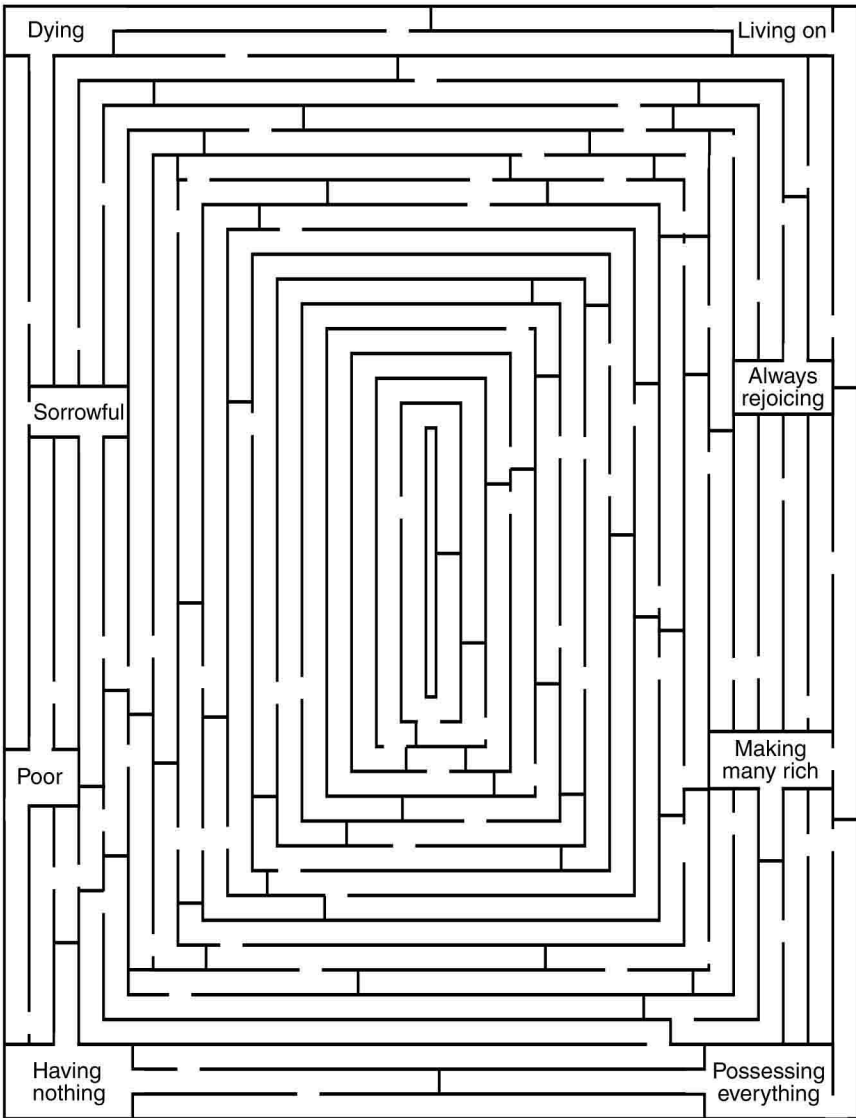 Dying
Living on
Sorrowful
Always
rejoicing
Poor
Making
many rich
Having
nothing
Possessing
everything